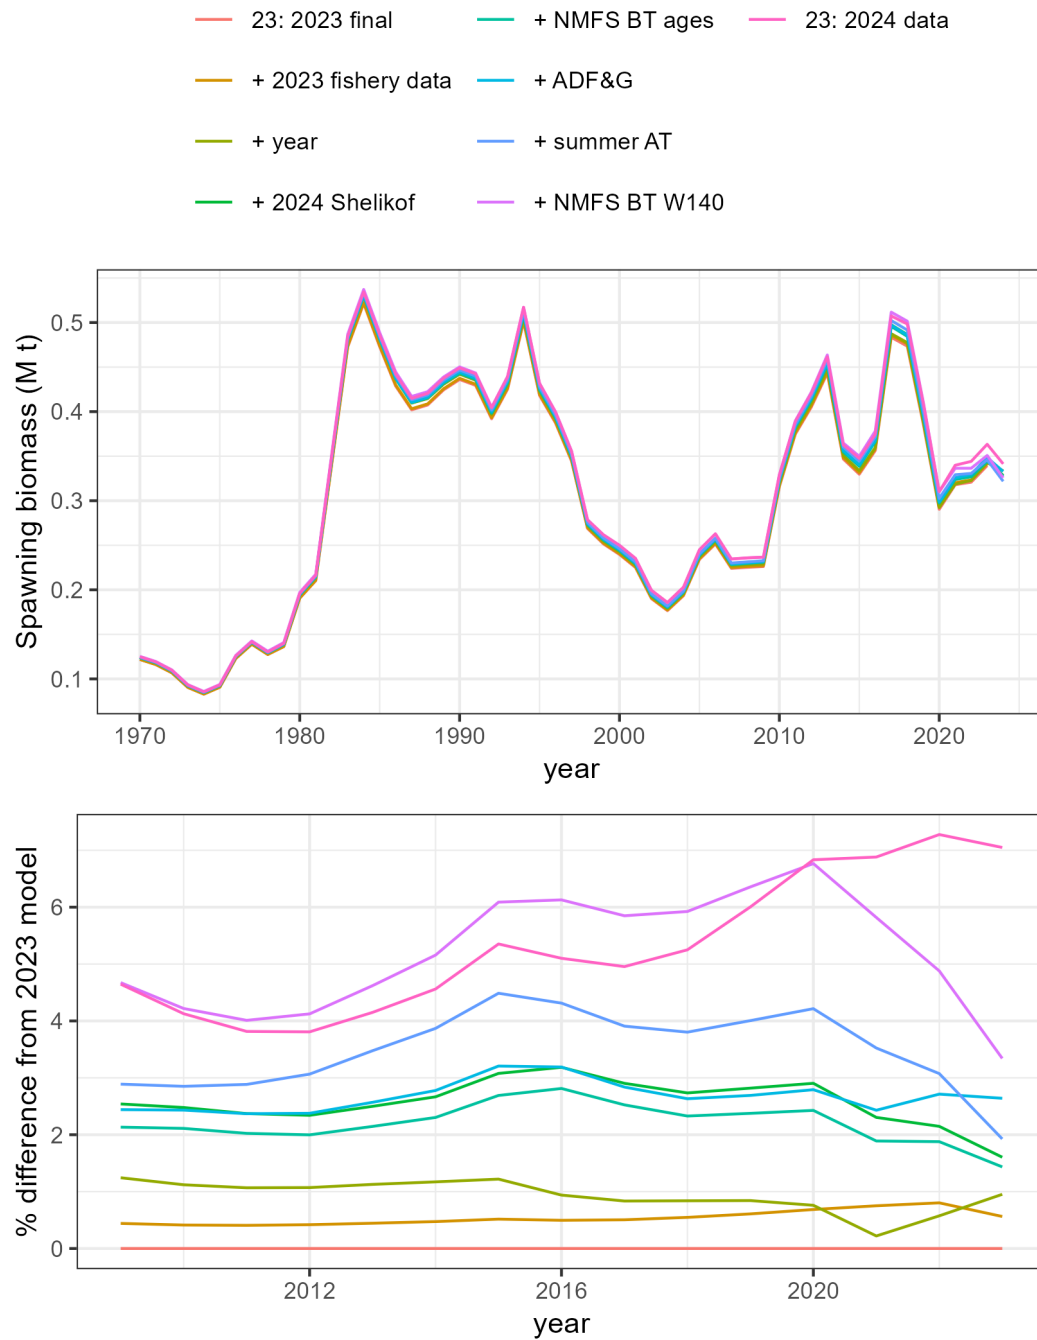 23: 2023 final
+ NMFS BT ages
23: 2024 data
+ 2023 fishery data
+ ADF&G
+ year
+ summer AT
+ 2024 Shelikof
+ NMFS BT W140
Spawning biomass (M t)
0.5
0.4
0.3
0.2
0.1
1970
1980
1990
2000
2010
2020
year
% difference from 2023 model
6
4
2
0
2012
2016
2020
year